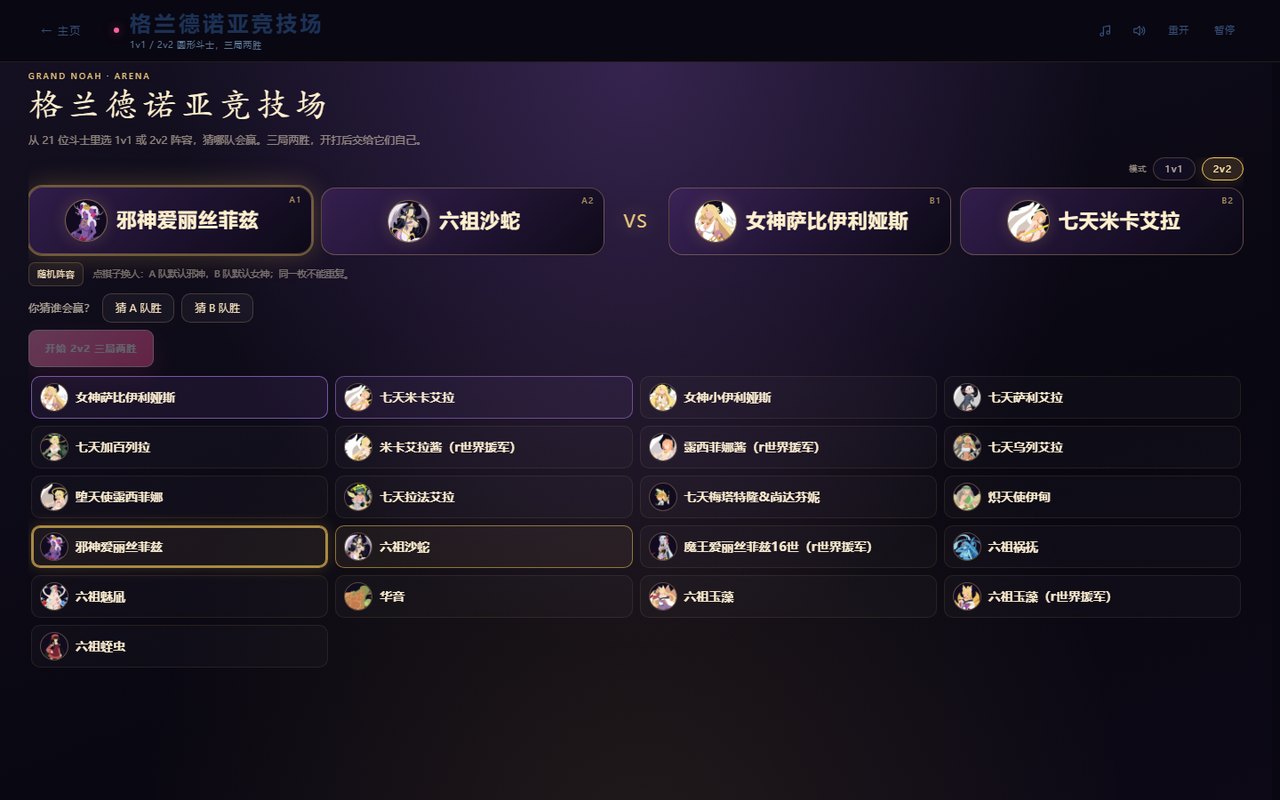 ← 主页
格兰德诺亚竞技场
1v1 / 2v2 圆形斗士，三局两胜
重开
暂停
GRAND NOAH · ARENA
格兰德诺亚竞技场
从 21 位斗士里选 1v1 或 2v2 阵容，猜哪队会赢。三局两胜，开打后交给它们自己。
模式
1v1
2v2
邪神爱丽丝菲兹
A1
六祖沙蛇
A2
VS
女神萨比伊利娅斯
B1
七天米卡艾拉
B2
随机阵容
点棋子换人：A 队默认邪神，B 队默认女神；同一枚不能重复。
你猜谁会赢？
猜 A 队胜
猜 B 队胜
开始 2v2 三局两胜
女神萨比伊利娅斯
七天米卡艾拉
女神小伊利娅斯
七天萨利艾拉
七天加百列拉
米卡艾拉酱（r世界援军）
露西菲娜酱（r世界援军）
七天乌列艾拉
堕天使露西菲娜
七天拉法艾拉
七天梅塔特隆&尚达芬妮
炽天使伊甸
邪神爱丽丝菲兹
六祖沙蛇
魔王爱丽丝菲兹16世（r世界援军）
六祖祸抚
六祖魅凪
华音
六祖玉藻
六祖玉藻（r世界援军）
六祖蛭虫